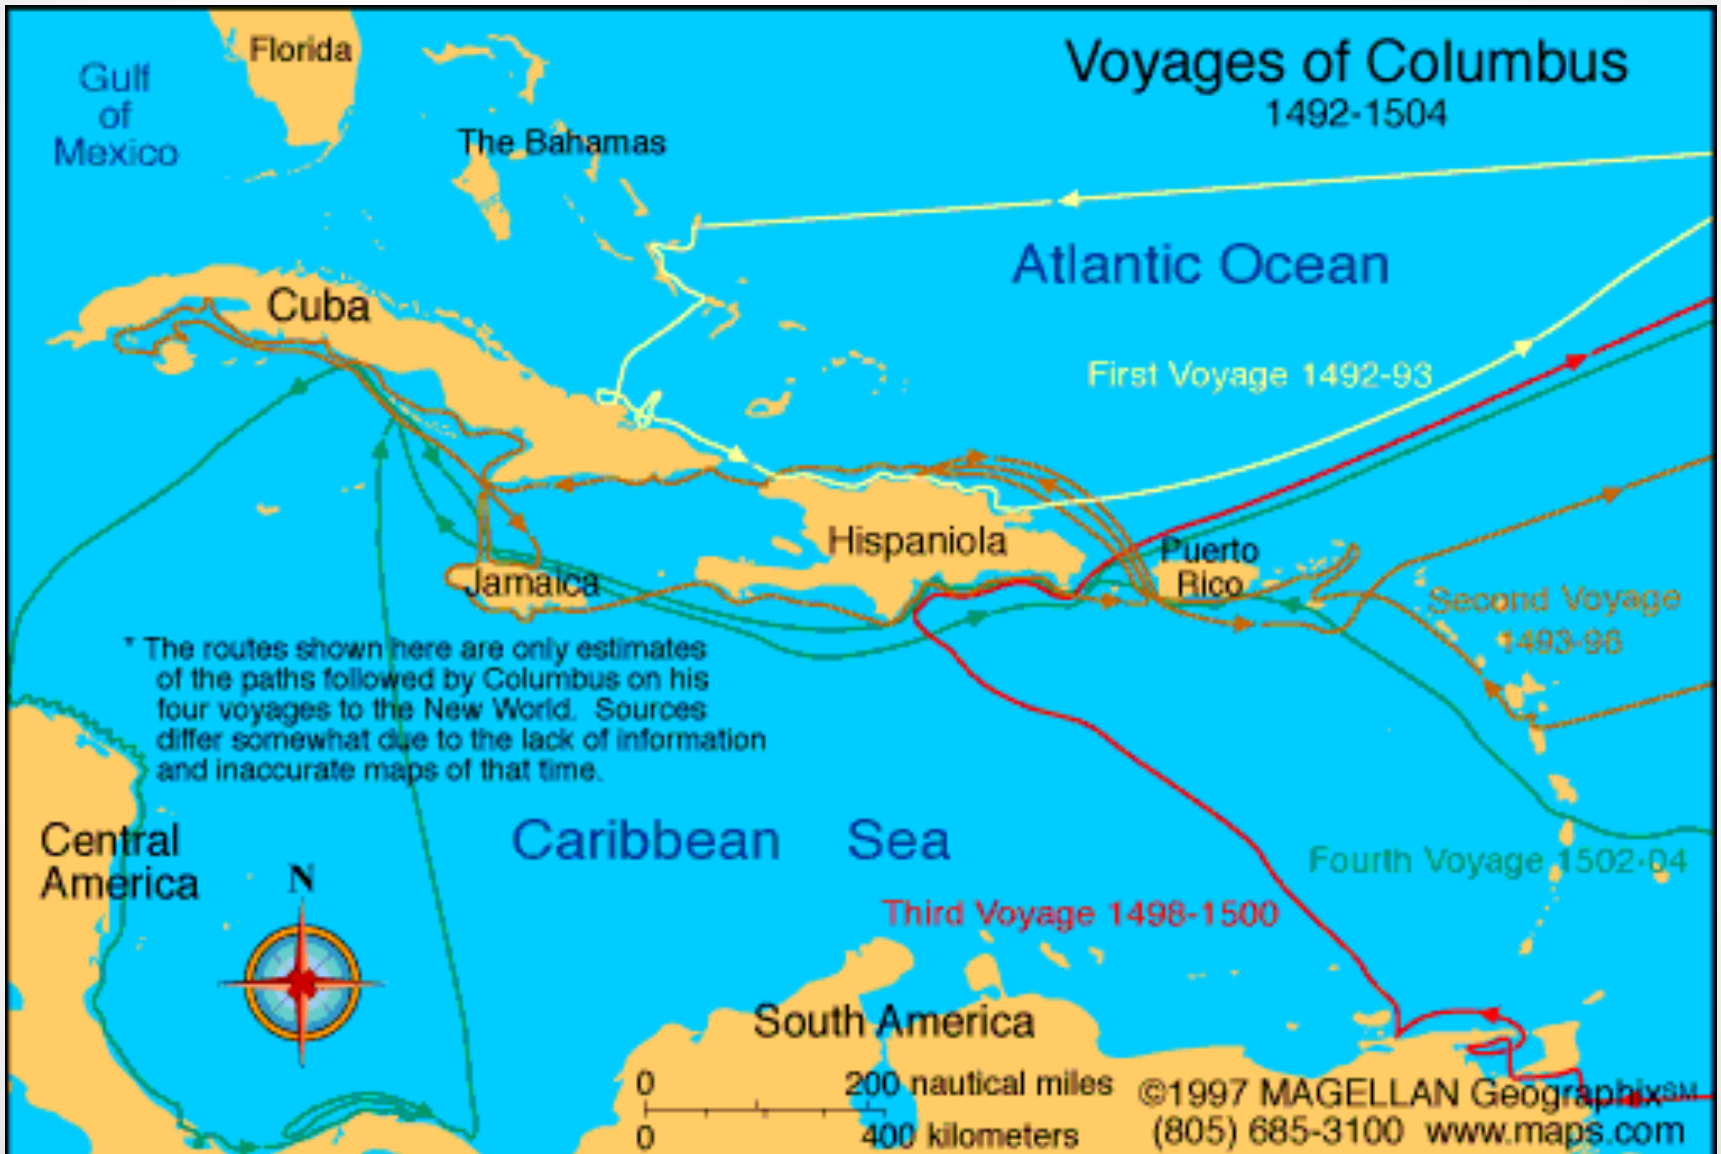 Voyages of Columbus
1492-1504
Florida
Gulf
of
Mexico
The Bahamas
Atlantic Ocean
Cuba
First Voyage 1492-93
Hispaniola
Puerto
Rico
Jamaica
Second Voyage
1493-96
* The routes shown here are only estimates
of the paths followed by Columbus on his
four voyages to the New World. Sources
differ somewhat due to the lack of information
and inaccurate maps of that time.
Central
America
Caribbean Sea
Fourth Voyage 1502-04
N
Third Voyage 1498-1500
South America
0 200 nautical miles
0 400 kilometers
©1997 MAGELLAN Geographix℠
(805) 685-3100 www.maps.com